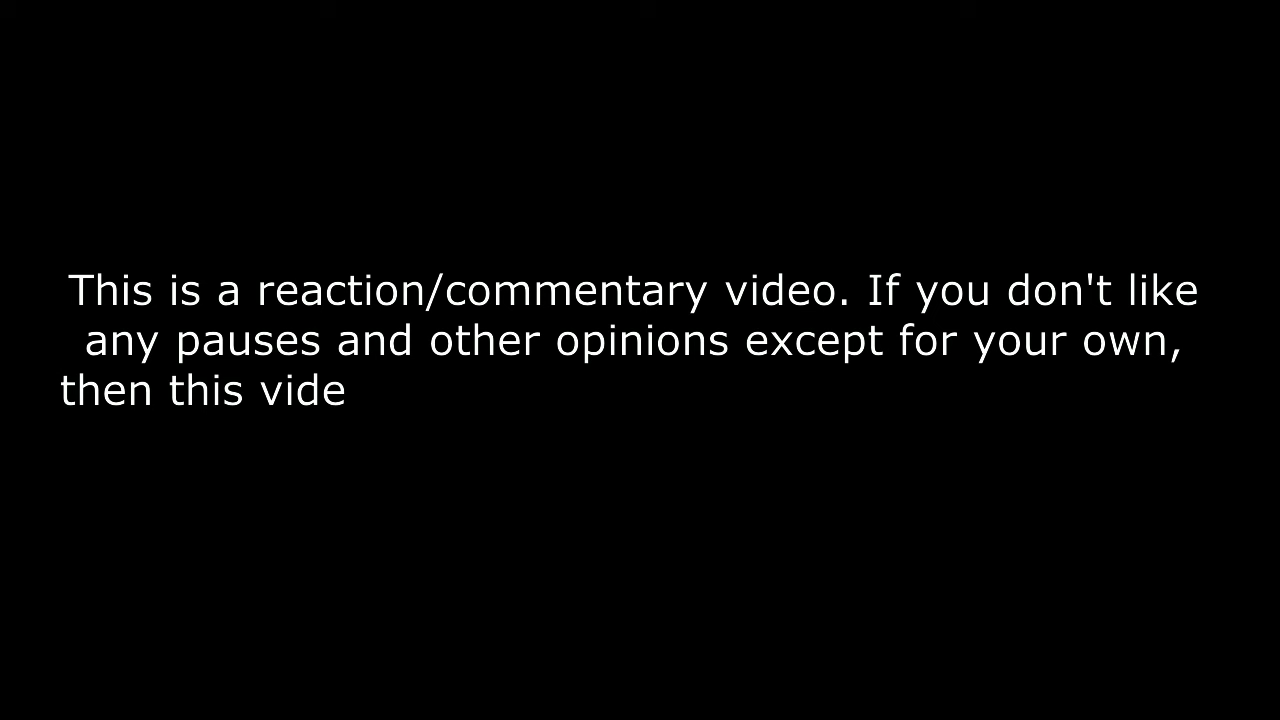 This is a reaction/commentary video. If you don't like
any pauses and other opinions except for your own,
then this vide